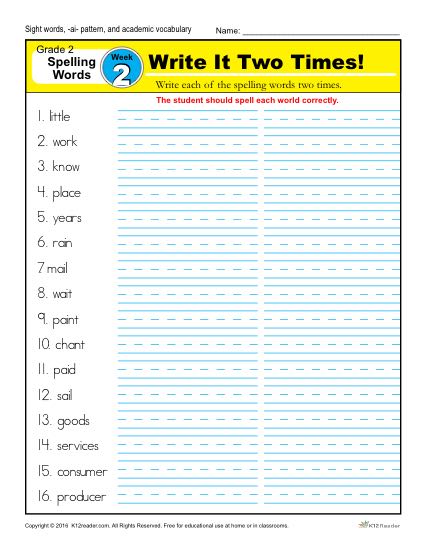 Sight words, -ai- pattern, and academic vocabulary
Name:
Grade 2
Spelling
Words
Week
2
Write It Two Times!
Write each of the spelling words two times.
The student should spell each world correctly.
1. little
2. work
3. know
4. place
5. years
6. rain
7 mail
8. wait
9. paint
10. chant
11. paid
12. sail
13. goods
14. services
15. consumer
16. producer
Copyright © 2016 K12reader.com. All Rights Reserved. Free for educational use at home or in classrooms.
K12Reader